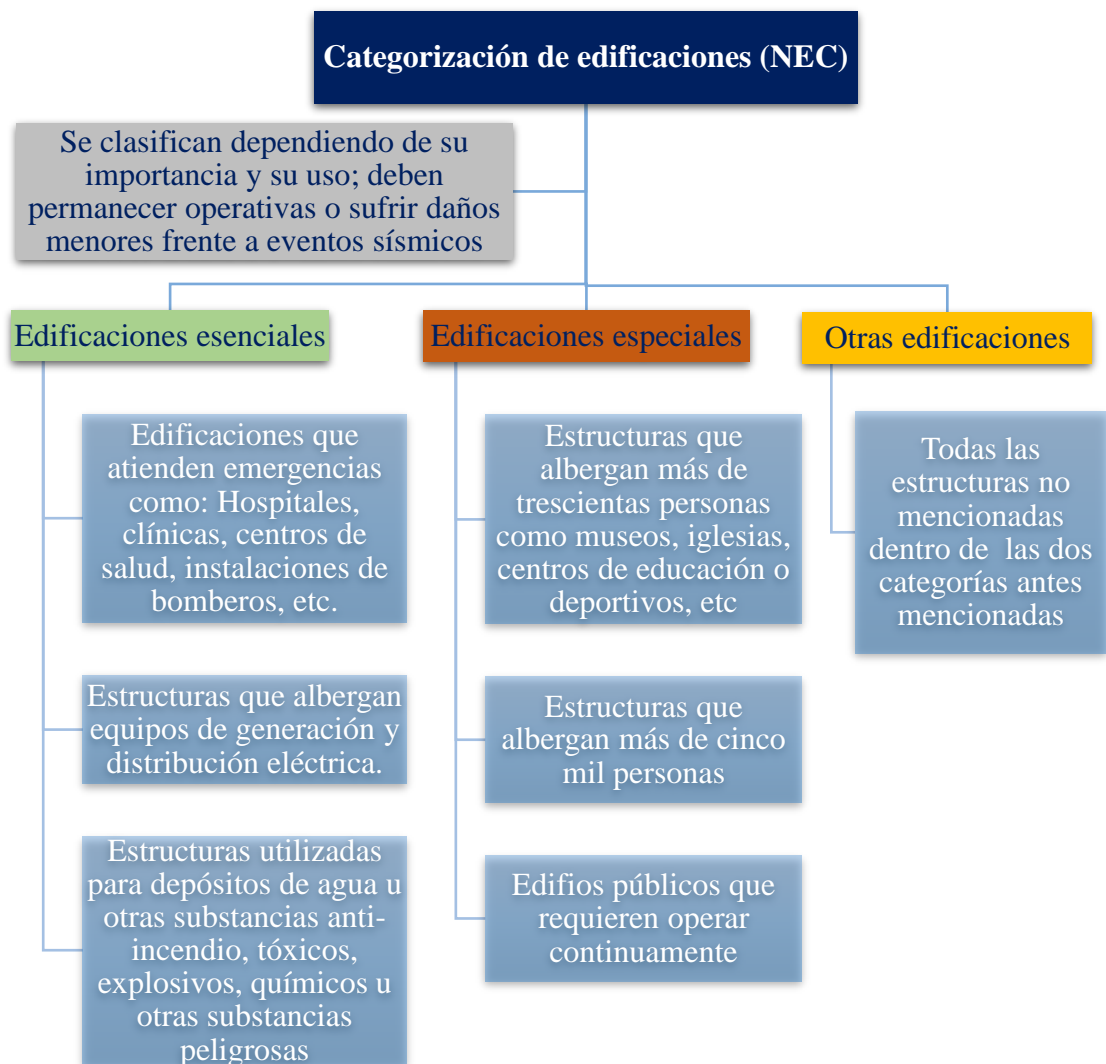 Categorización de edificaciones (NEC)
Se clasifican dependiendo de su
importancia y su uso; deben
permanecer operativas o sufrir daños
menores frente a eventos sísmicos
Edificaciones esenciales
Edificaciones que
atienden emergencias
como: Hospitales,
clínicas, centros de
salud, instalaciones de
bomberos, etc.
Estructuras que albergan
equipos de generación y
distribución eléctrica.
Estructuras utilizadas
para depósitos de agua u
otras substancias anti-
incendio, tóxicos,
explosivos, químicos u
otras substancias
peligrosas
Edificaciones especiales
Estructuras que
albergan más de
trescientas personas
como museos, iglesias,
centros de educación o
deportivos, etc
Estructuras que
albergan más de cinco
mil personas
Edifios públicos que
requieren operar
continuamente
Otras edificaciones
Todas las
estructuras no
mencionadas
dentro de las dos
categorías antes
mencionadas